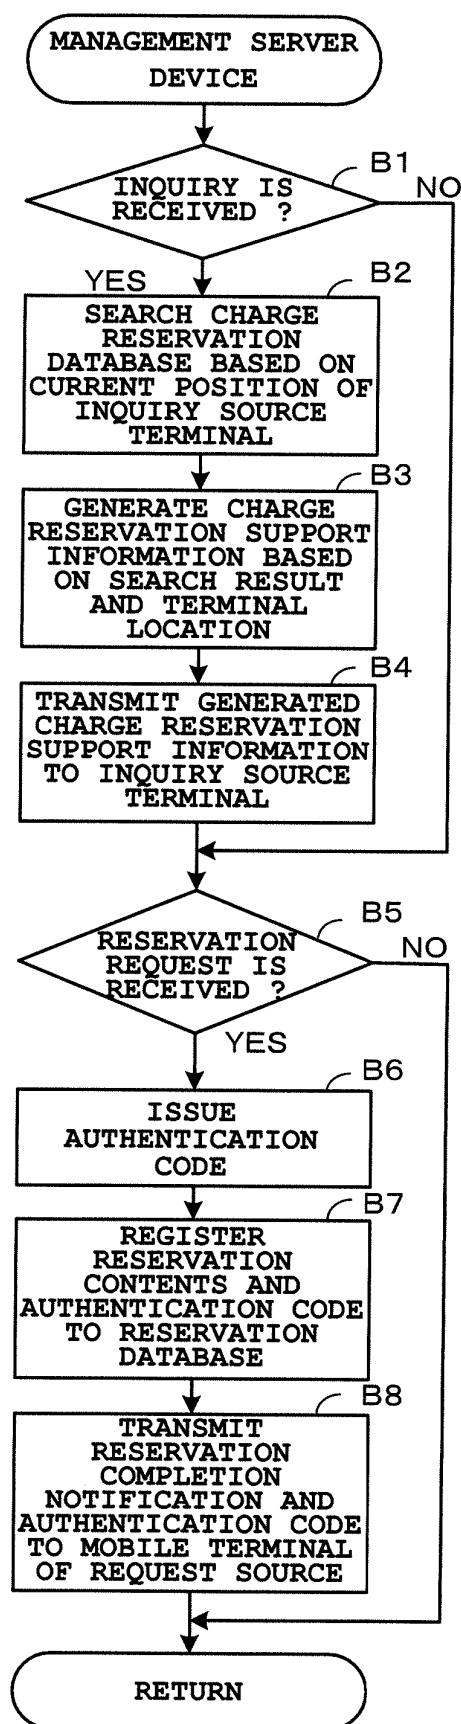 MANAGEMENT SERVER
DEVICE
B1
INQUIRY IS
RECEIVED ?
NO
YES
B2
SEARCH CHARGE
RESERVATION
DATABASE BASED ON
CURRENT POSITION OF
INQUIRY SOURCE
TERMINAL
B3
GENERATE CHARGE
RESERVATION SUPPORT
INFORMATION BASED
ON SEARCH RESULT
AND TERMINAL
LOCATION
B4
TRANSMIT GENERATED
CHARGE RESERVATION
SUPPORT INFORMATION
TO INQUIRY SOURCE
TERMINAL
B5
RESERVATION
REQUEST IS
RECEIVED ?
NO
YES
B6
ISSUE
AUTHENTICATION
CODE
B7
REGISTER
RESERVATION
CONTENTS AND
AUTHENTICATION CODE
TO RESERVATION
DATABASE
B8
TRANSMIT
RESERVATION
COMPLETION
NOTIFICATION AND
AUTHENTICATION CODE
TO MOBILE TERMINAL
OF REQUEST SOURCE
RETURN